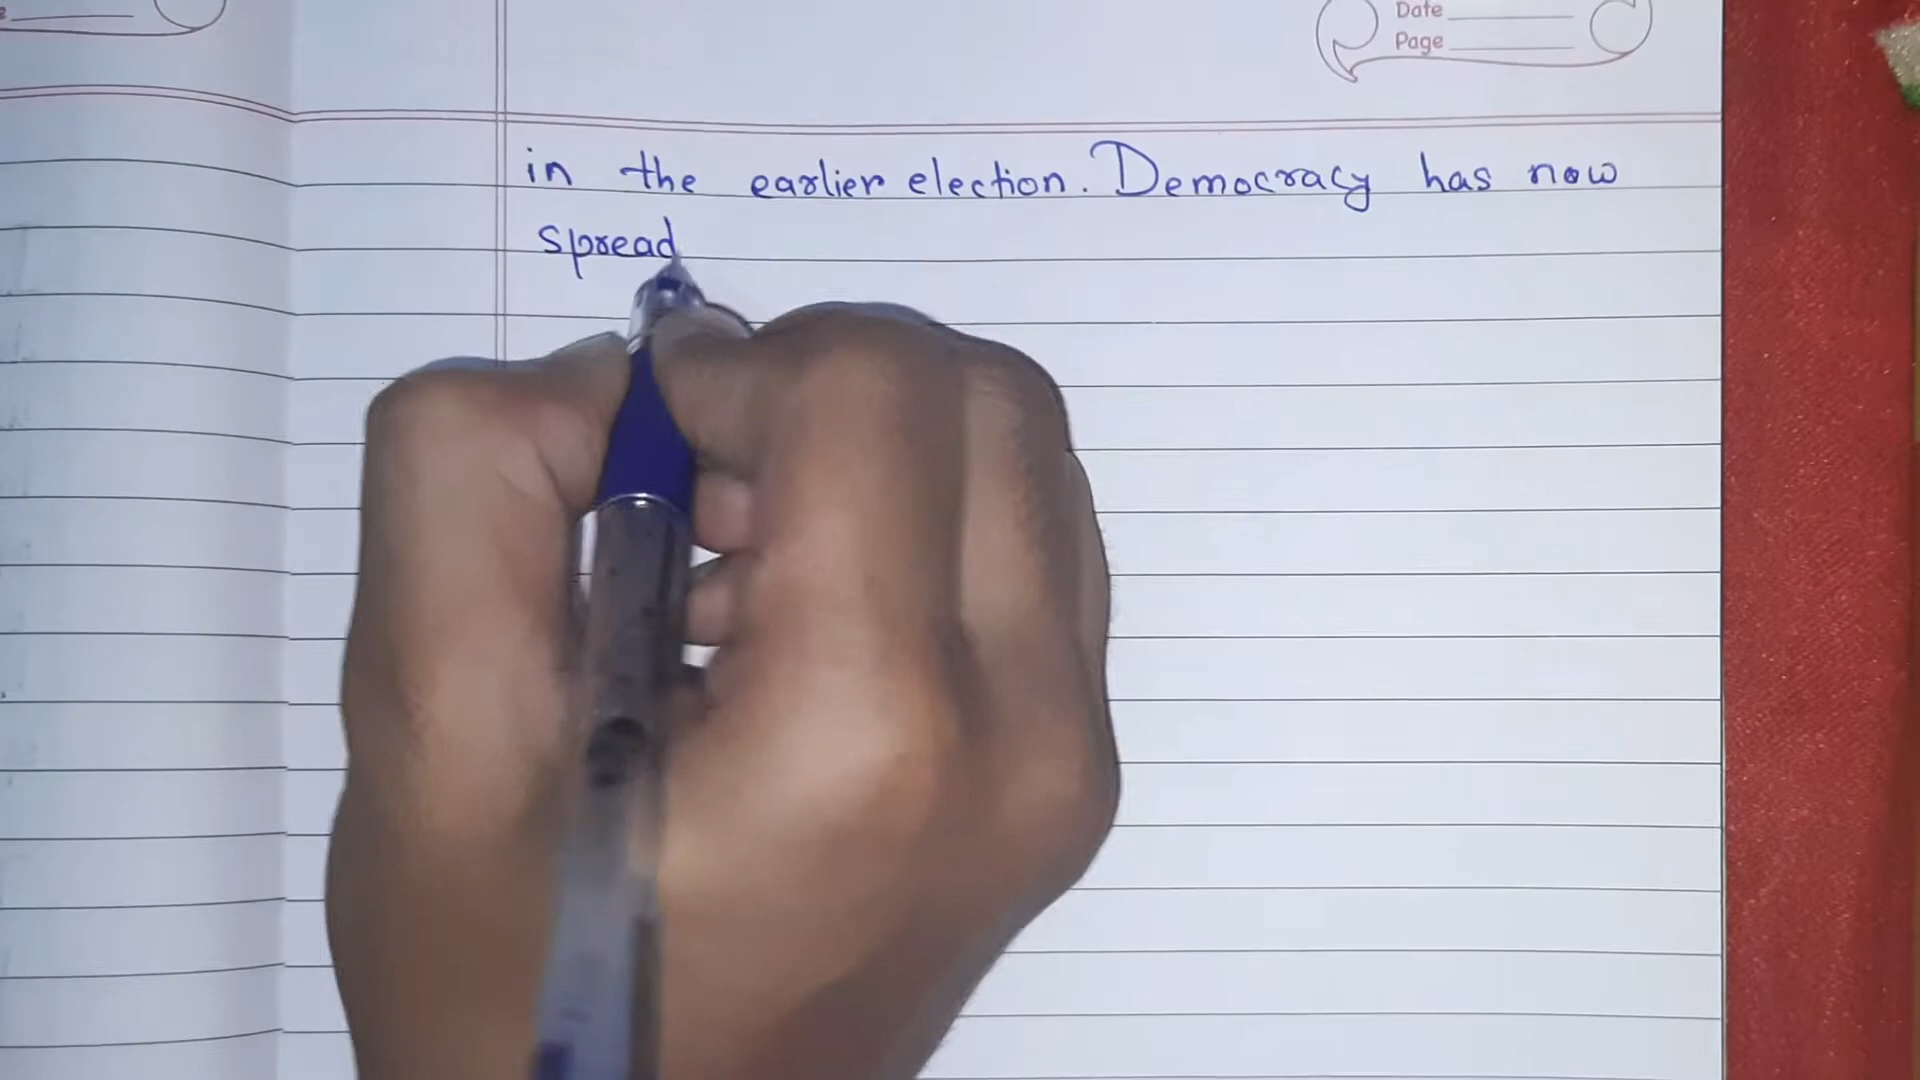 Date
Page
in the earlier election. Democracy has now
spread